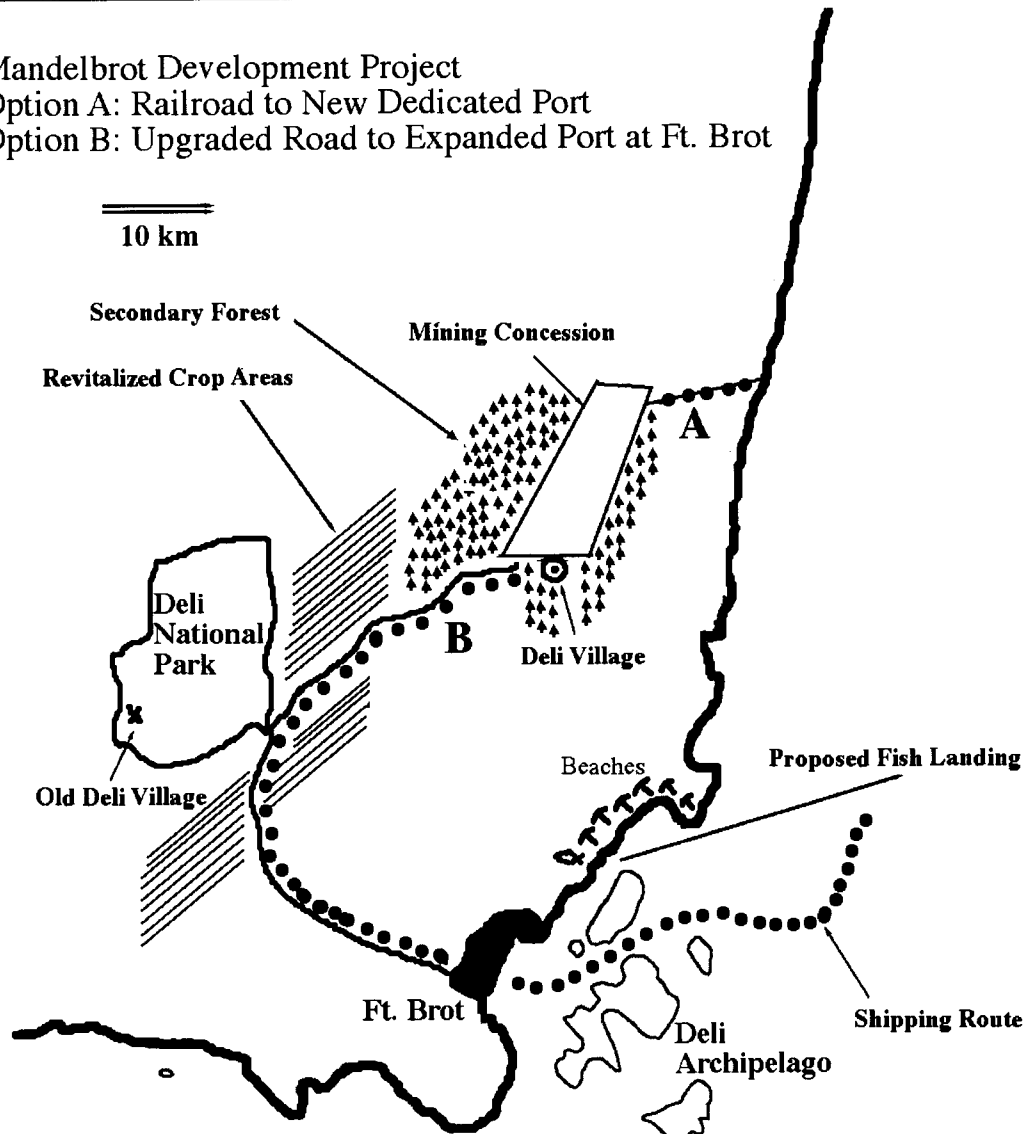 Mandelbrot Development Project
Option A: Railroad to New Dedicated Port
Option B: Upgraded Road to Expanded Port at Ft. Brot
10 km
Secondary Forest
Mining Concession
Revitalized Crop Areas
A
Deli
National
Park
B
Deli Village
Old Deli Village
Beaches
Proposed Fish Landing
Ft. Brot
Shipping Route
Deli
Archipelago